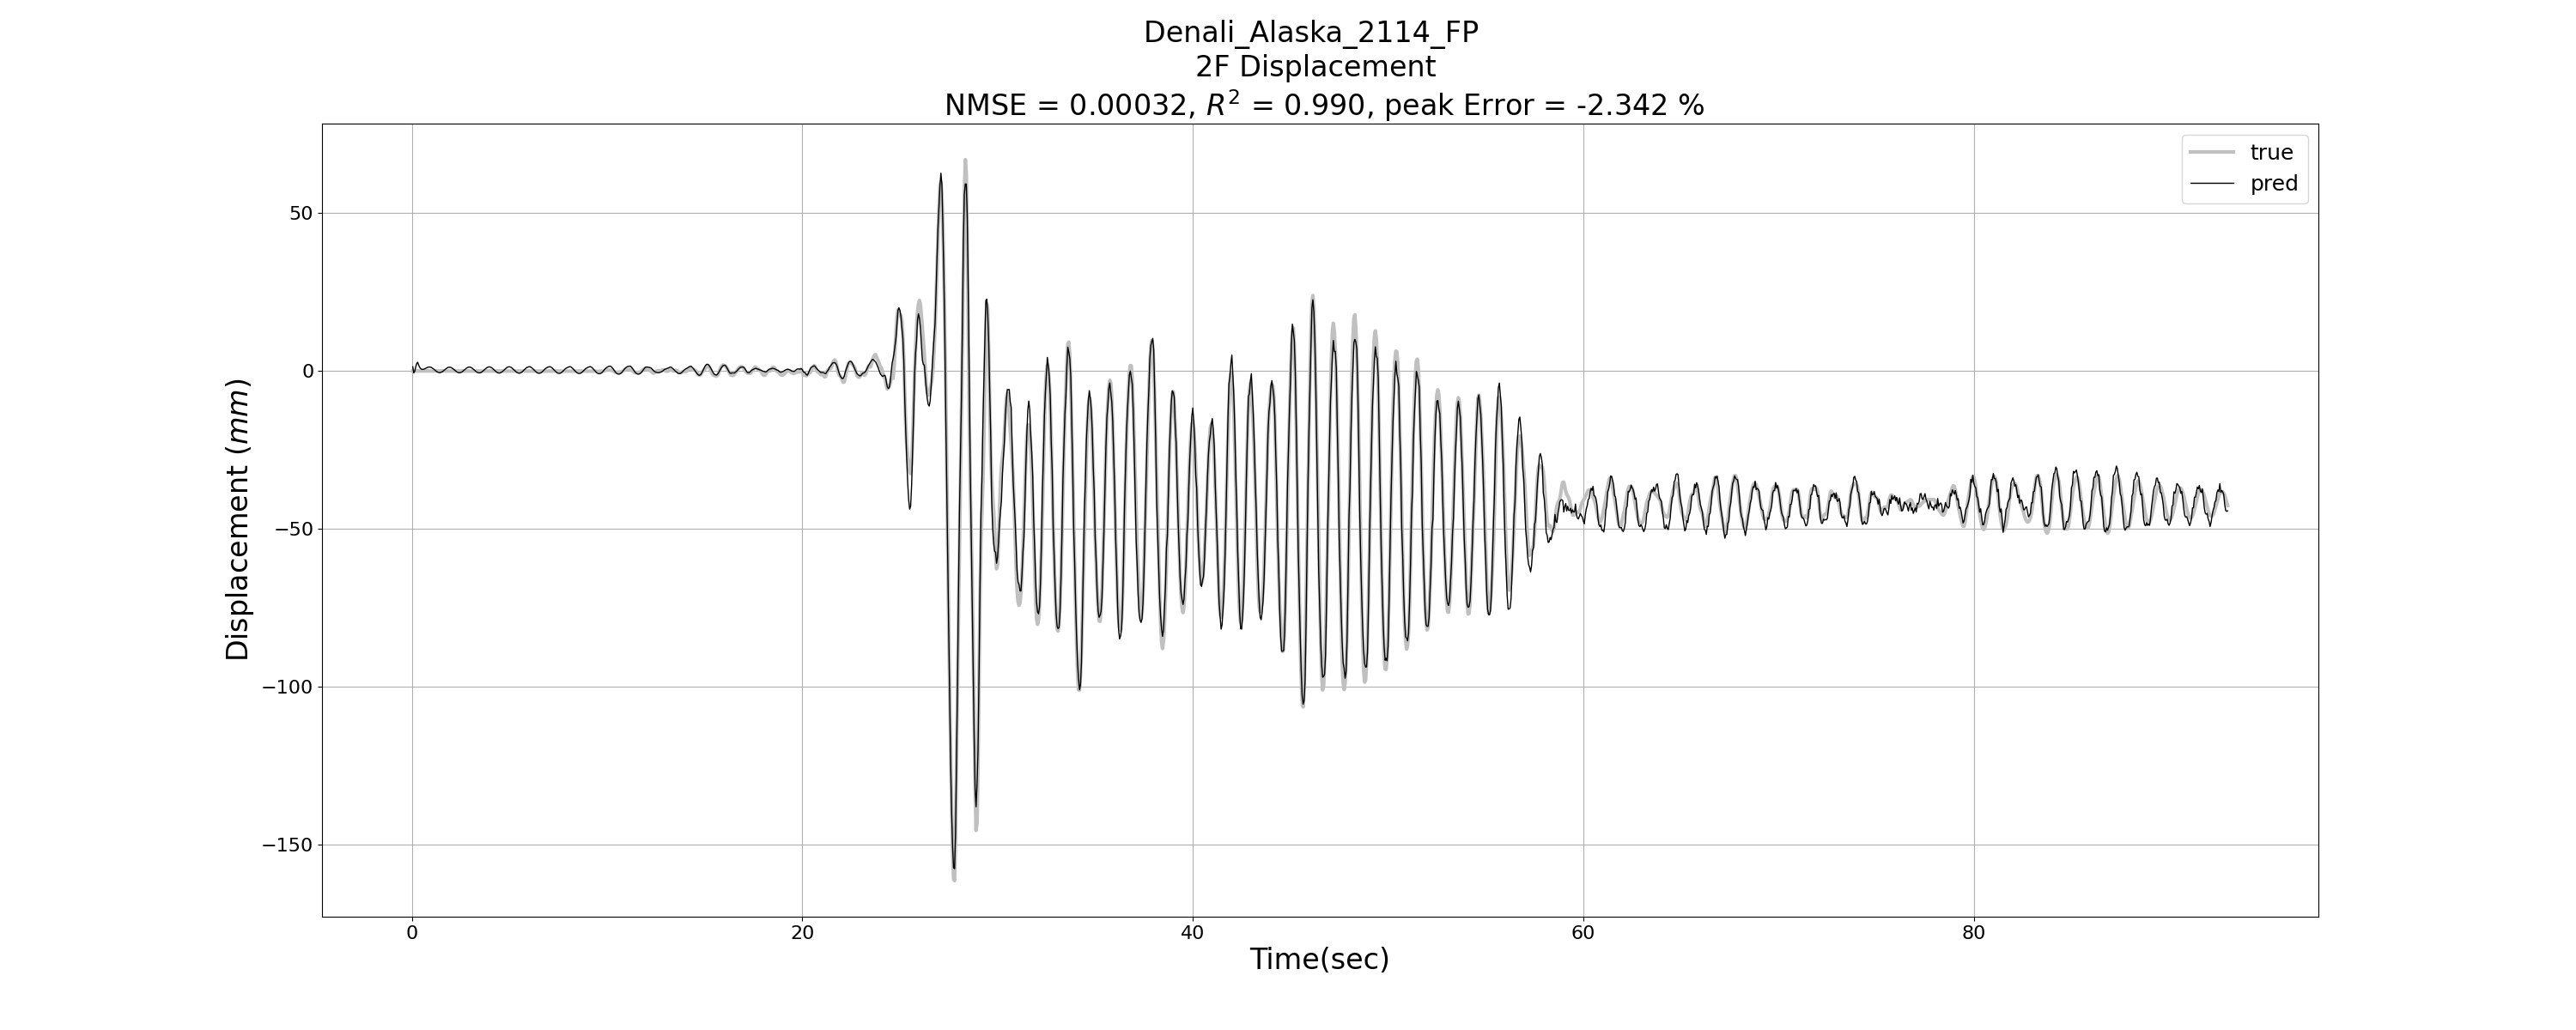 Denali_Alaska_2114_FP
2F Displacement
NMSE = 0.00032, R² = 0.990, peak Error = -2.342 %
true
pred
50
0
−50
−100
−150
Displacement (mm)
0 20 40 60 80
Time(sec)